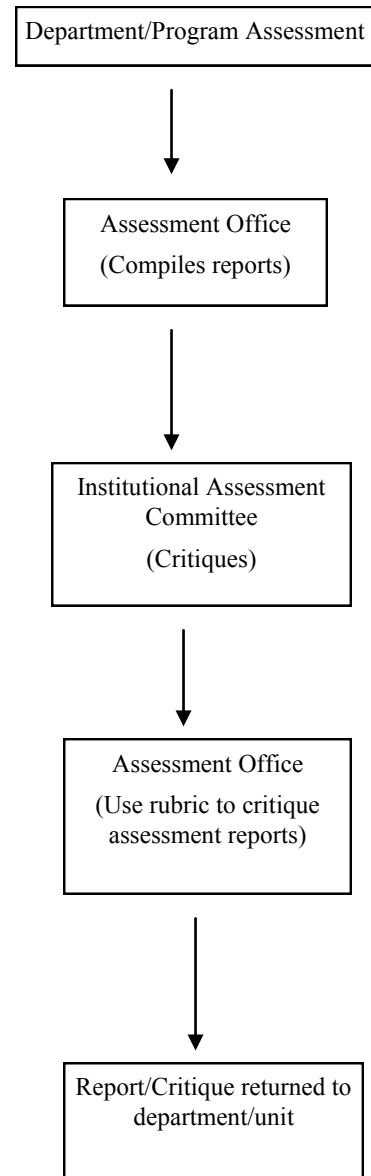 Department/Program Assessment
Assessment Office
(Compiles reports)
Institutional Assessment
Committee
(Critiques)
Assessment Office
(Use rubric to critique
assessment reports)
Report/Critique returned to
department/unit